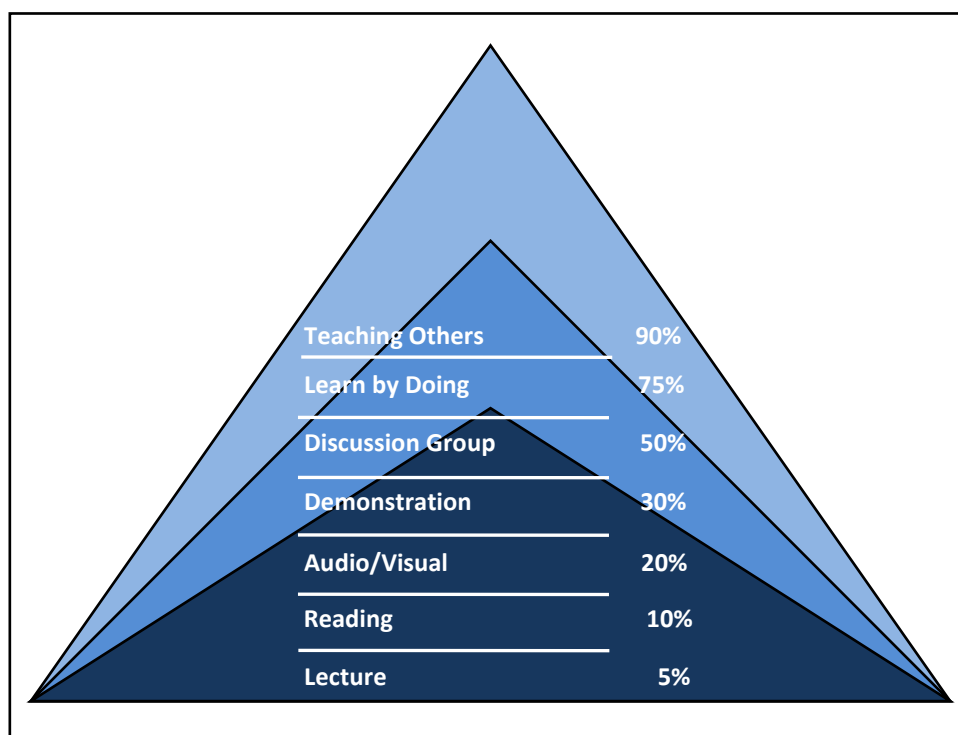 Teaching Others 90%
Learn by Doing 75%
Discussion Group 50%
Demonstration 30%
Audio/Visual 20%
Reading 10%
Lecture 5%